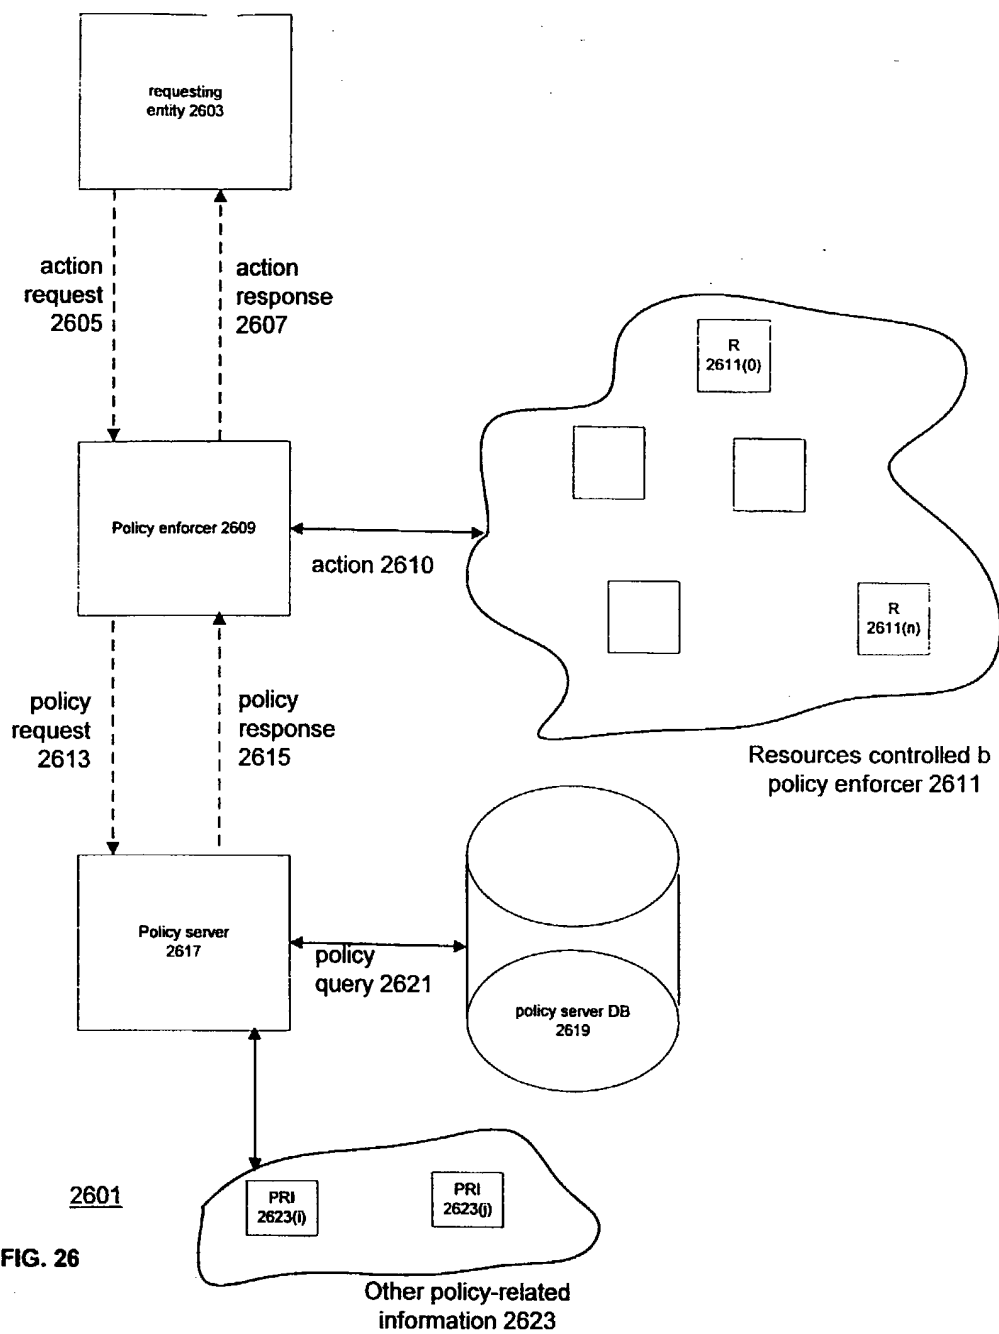 requesting
entity 2603
action
request
2605
action
response
2607
R
2611(0)
Policy enforcer 2609
action 2610
R
2611(n)
policy
request
2613
policy
response
2615
Resources controlled b
policy enforcer 2611
Policy server
2617
policy
query 2621
policy server DB
2619
2601
PRI
2623(i)
PRI
2623(j)
FIG. 26
Other policy-related
information 2623